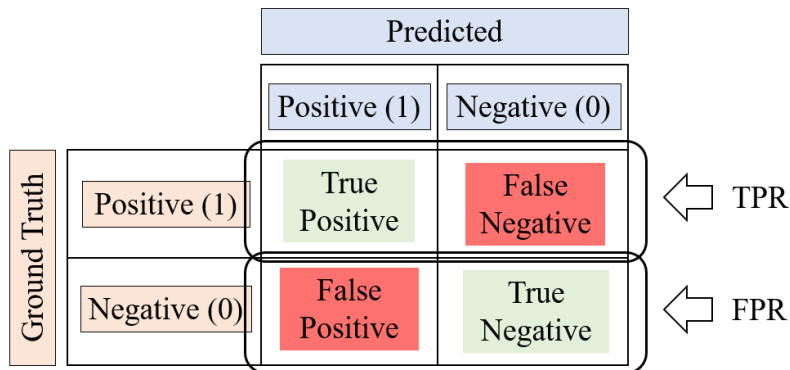 Predicted
Positive (1)
Negative (0)
Ground Truth
Positive (1)
True
Positive
False
Negative
TPR
Negative (0)
False
Positive
True
Negative
FPR